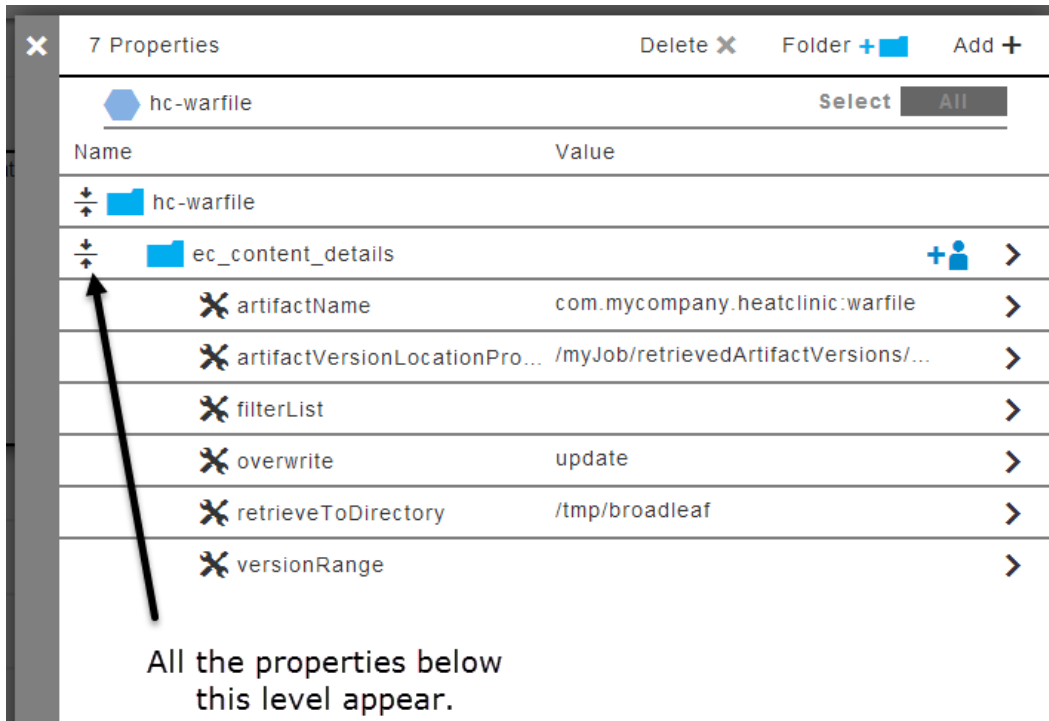 7 Properties Delete Folder Add
hc-warfile Select All
Name Value
hc-warfile
ec_content_details
artifactName com.mycompany.heatclinic:warfile
artifactVersionLocationPro... /myJob/retrievedArtifactVersions/...
filterList
overwrite update
retrieveToDirectory /tmp/broadleaf
versionRange
All the properties below
this level appear.